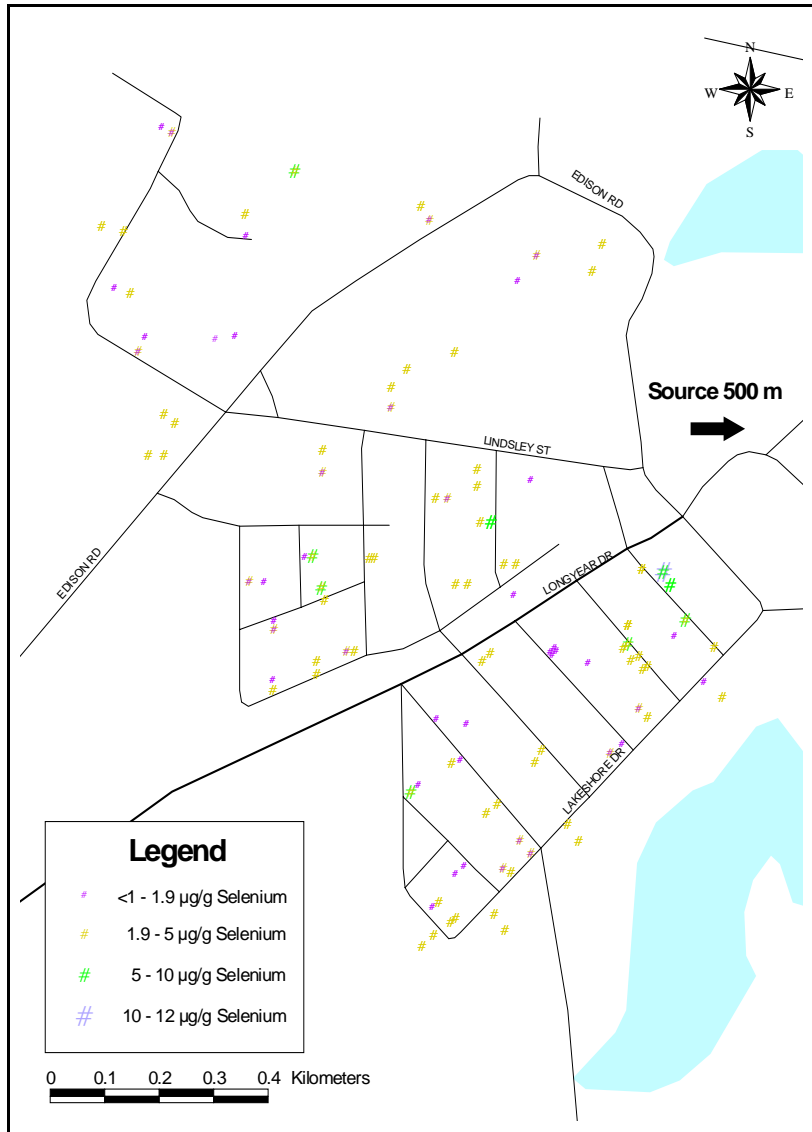 N
W E
S
EDISON RD
Source 500 m
LINDSLEY ST
EDISON RD
LONGYEAR DR
LAKESHORE DR
Legend
# <1 - 1.9 µg/g Selenium
# 1.9 - 5 µg/g Selenium
# 5 - 10 µg/g Selenium
# 10 - 12 µg/g Selenium
0 0.1 0.2 0.3 0.4 Kilometers